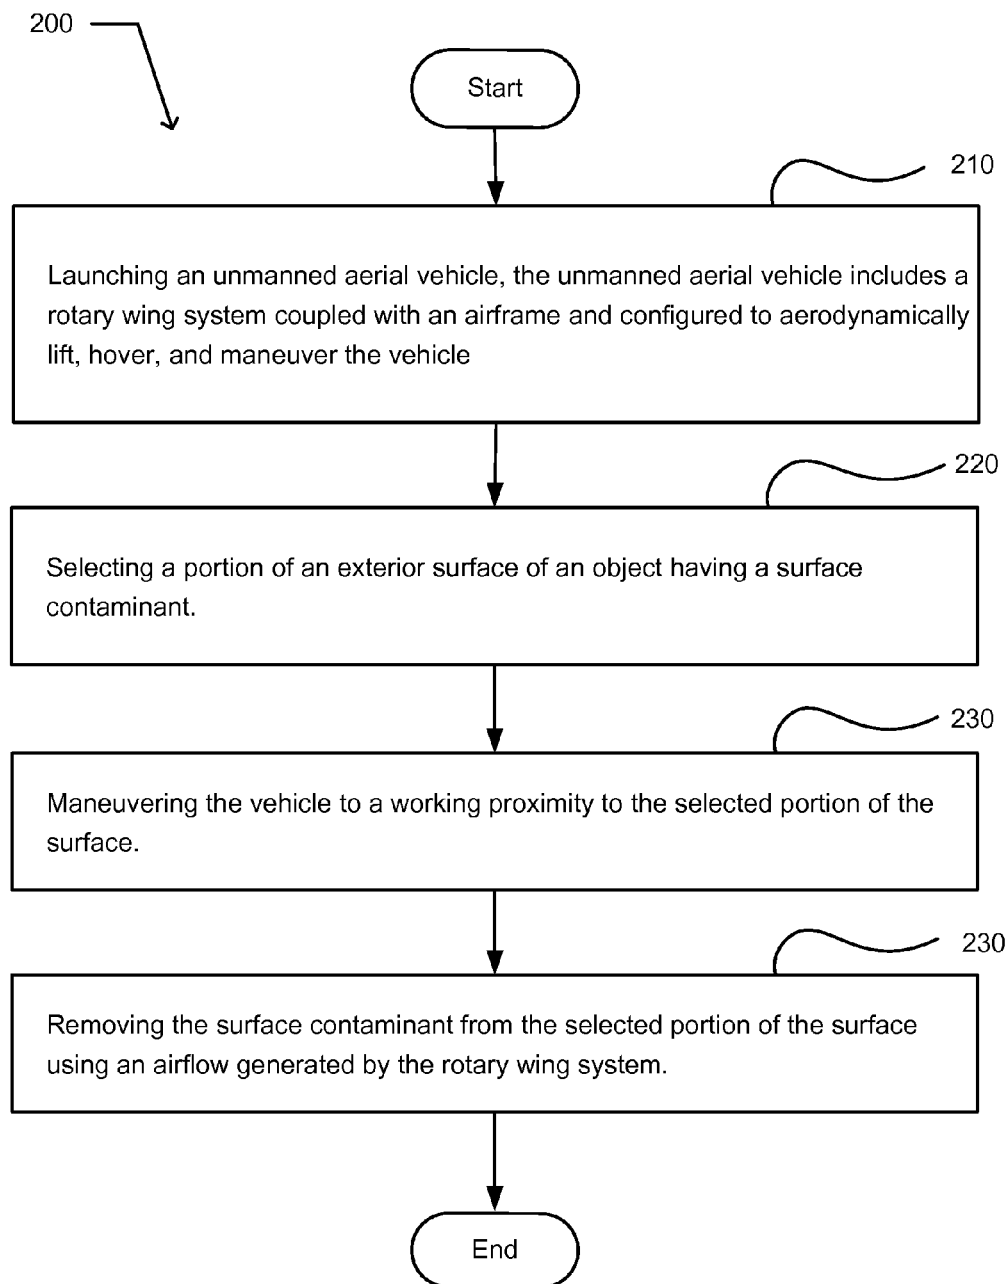 200
Start
210
Launching an unmanned aerial vehicle, the unmanned aerial vehicle includes a
rotary wing system coupled with an airframe and configured to aerodynamically
lift, hover, and maneuver the vehicle
220
Selecting a portion of an exterior surface of an object having a surface
contaminant.
230
Maneuvering the vehicle to a working proximity to the selected portion of the
surface.
230
Removing the surface contaminant from the selected portion of the surface
using an airflow generated by the rotary wing system.
End